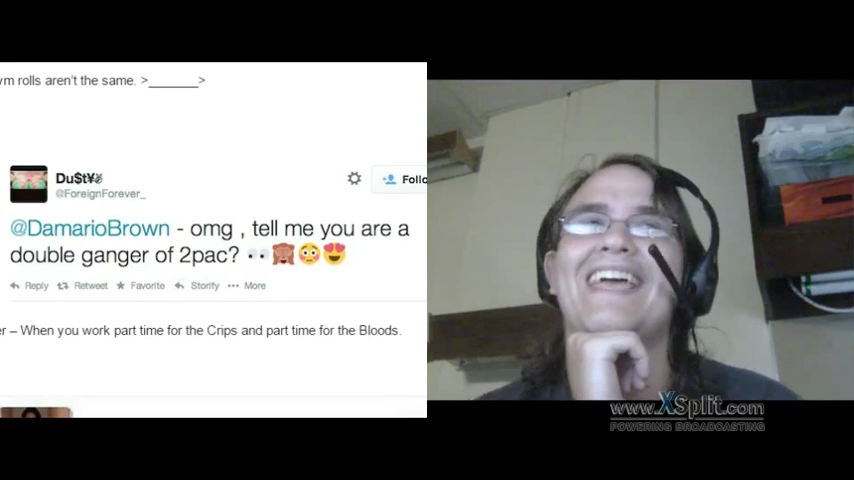 wm rolls aren't the same. >_______>
Du$t¥
@ForeignForever_
Follo
@DamarioBrown - omg , tell me you are a
double ganger of 2pac? 👀🙈😳😍
Reply Retweet Favorite Storify More
er – When you work part time for the Crips and part time for the Bloods.
www.XSplit.com
POWERING BROADCASTING